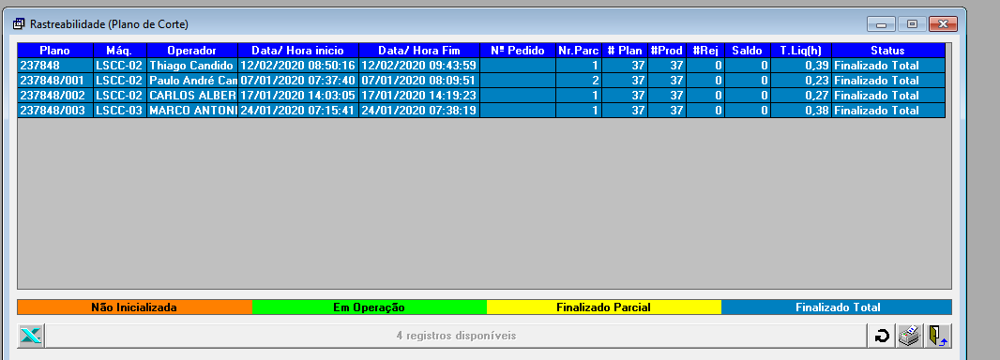 Rastreabilidade (Plano de Corte)
Plano Máq. Operador Data/ Hora inicio Data/ Hora Fim Nº Pedido Nr.Parc # Plan #Prod #Rej Saldo T.Liq(h) Status
237848 LSCC-02 Thiago Candido 12/02/2020 08:50:16 12/02/2020 09:43:59 1 37 37 0 0 0,39 Finalizado Total
237848/001 LSCC-02 Paulo André Cam 07/01/2020 07:37:40 07/01/2020 08:09:51 2 37 37 0 0 0,23 Finalizado Total
237848/002 LSCC-02 CARLOS ALBER 17/01/2020 14:03:05 17/01/2020 14:19:23 1 37 37 0 0 0,27 Finalizado Total
237848/003 LSCC-03 MARCO ANTONI 24/01/2020 07:15:41 24/01/2020 07:38:19 1 37 37 0 0 0,38 Finalizado Total
Não Inicializada Em Operação Finalizado Parcial Finalizado Total
4 registros disponíveis